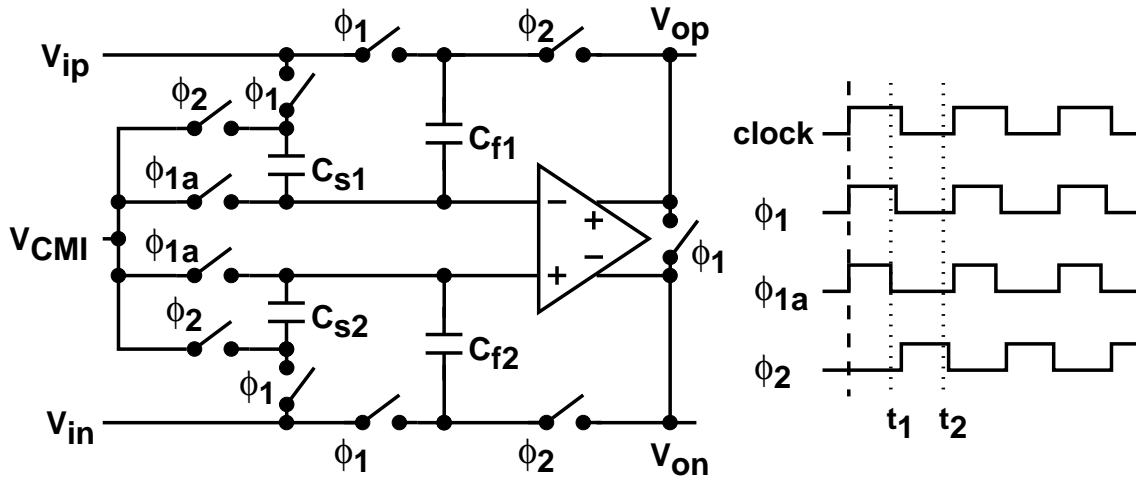 ϕ1
ϕ2
Vop
Vip
ϕ2
ϕ1
Cs1
Cf1
ϕ1a
VCMI
ϕ1a
− +
+ −
ϕ1
ϕ2
Cs2
Cf2
ϕ1
Vin
ϕ1
ϕ2
Von
clock
ϕ1
ϕ1a
ϕ2
t1 t2